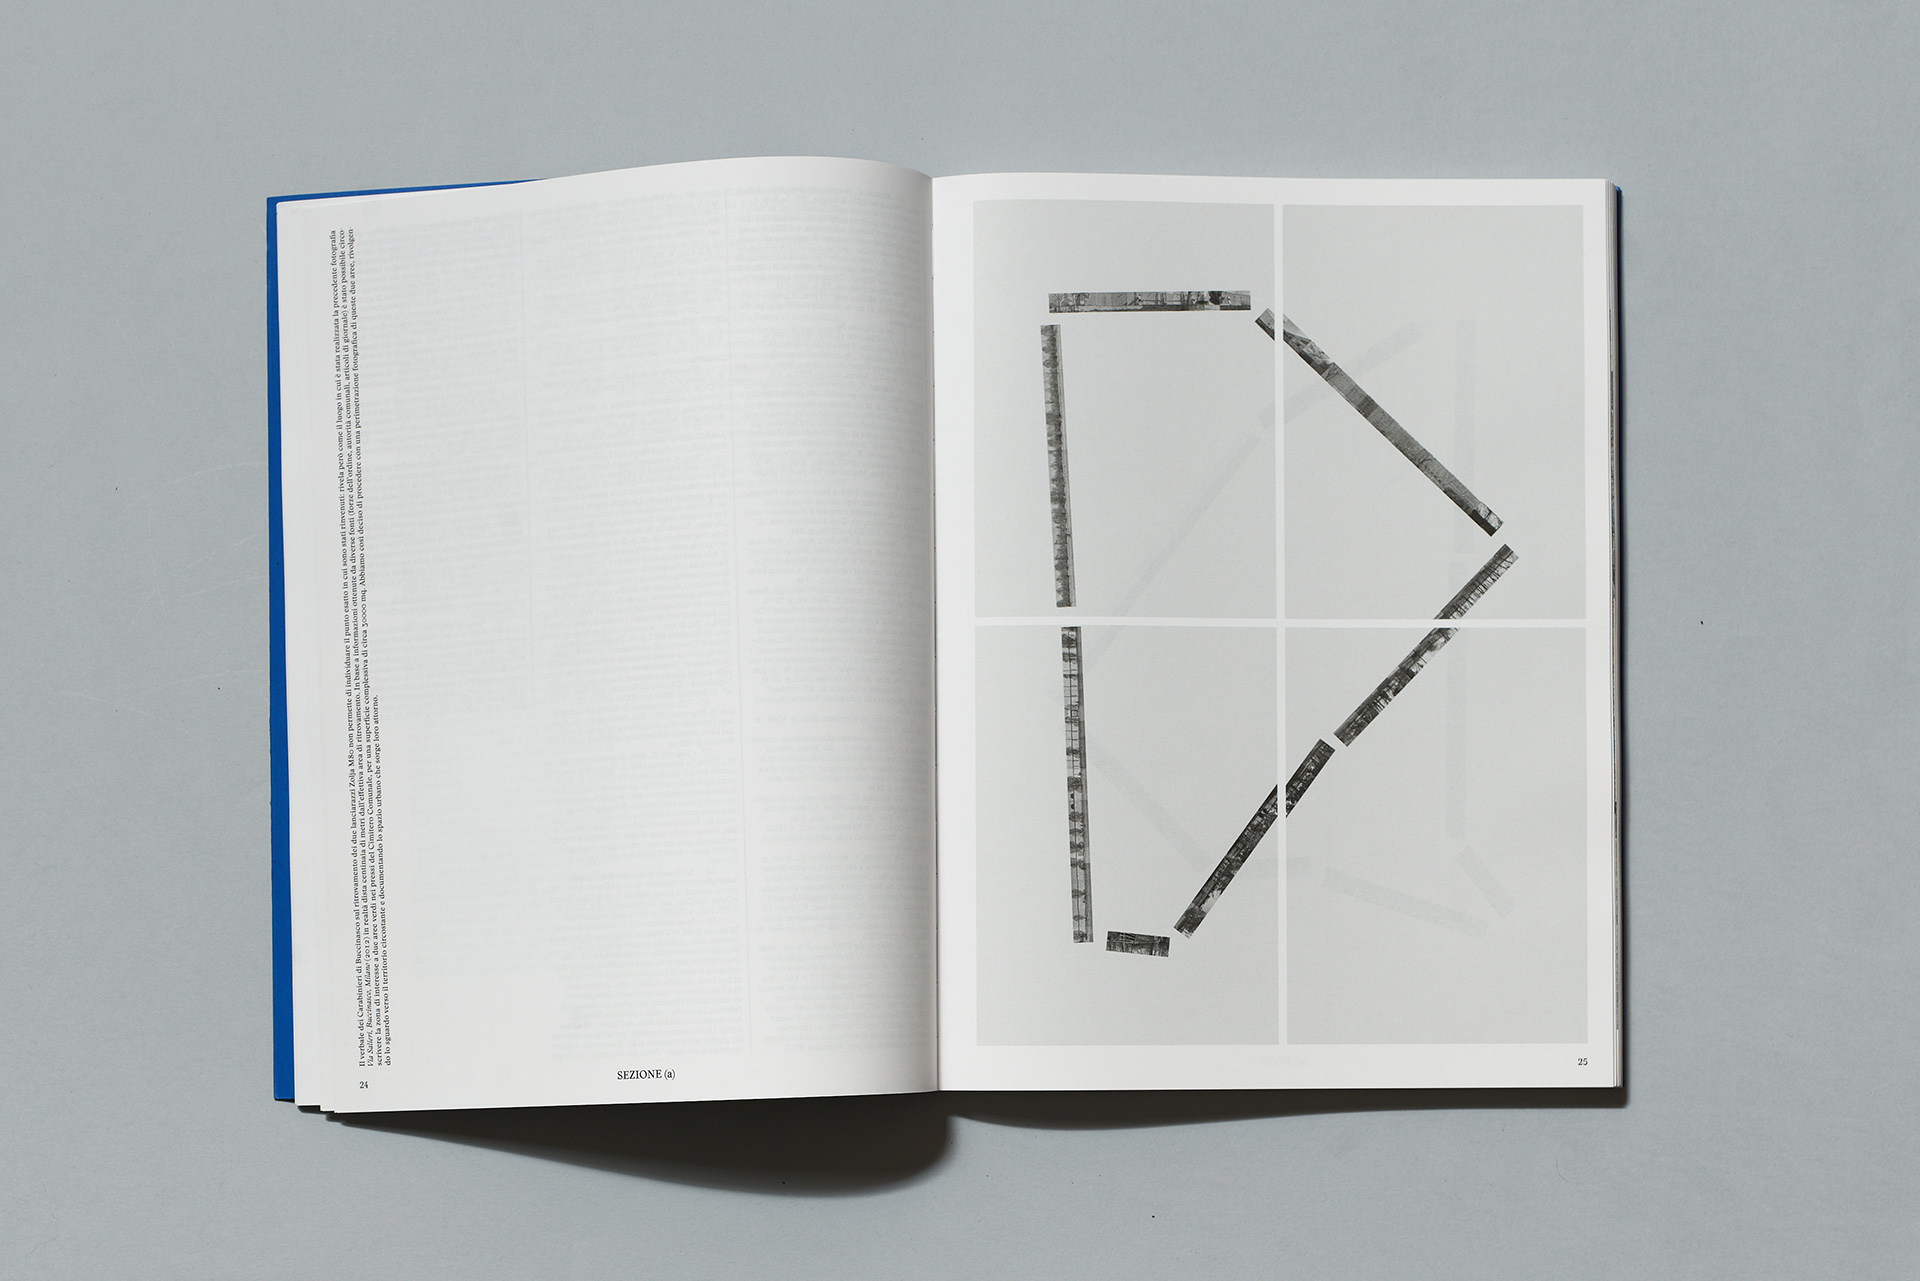 Il verbale dei Carabinieri di Buccinasco sul ritrovamento dei due lanciarazzi Zolja M80 non permette di individuare il punto esatto in cui sono stati rinvenuti: rivela però come il luogo in cui è stata realizzata la precedente fotografia
Via Salieri, Buccinasco, Milano (2012) in realtà dista centinaia di metri dall'effettiva area di ritrovamento. In base a informazioni ottenute da diverse fonti (forze dell'ordine, autorità comunali, articoli di giornale) è stato possibile circo-
scrivere la zona di interesse a due aree verdi nei pressi del Cimitero Comunale, per una superficie complessiva di circa 30000 mq. Abbiamo così deciso di procedere con una perimetrazione fotografica di queste due aree, rivolgen-
do lo sguardo verso il territorio circostante e documentando lo spazio urbano che sorge loro attorno.
24
SEZIONE (a)
25